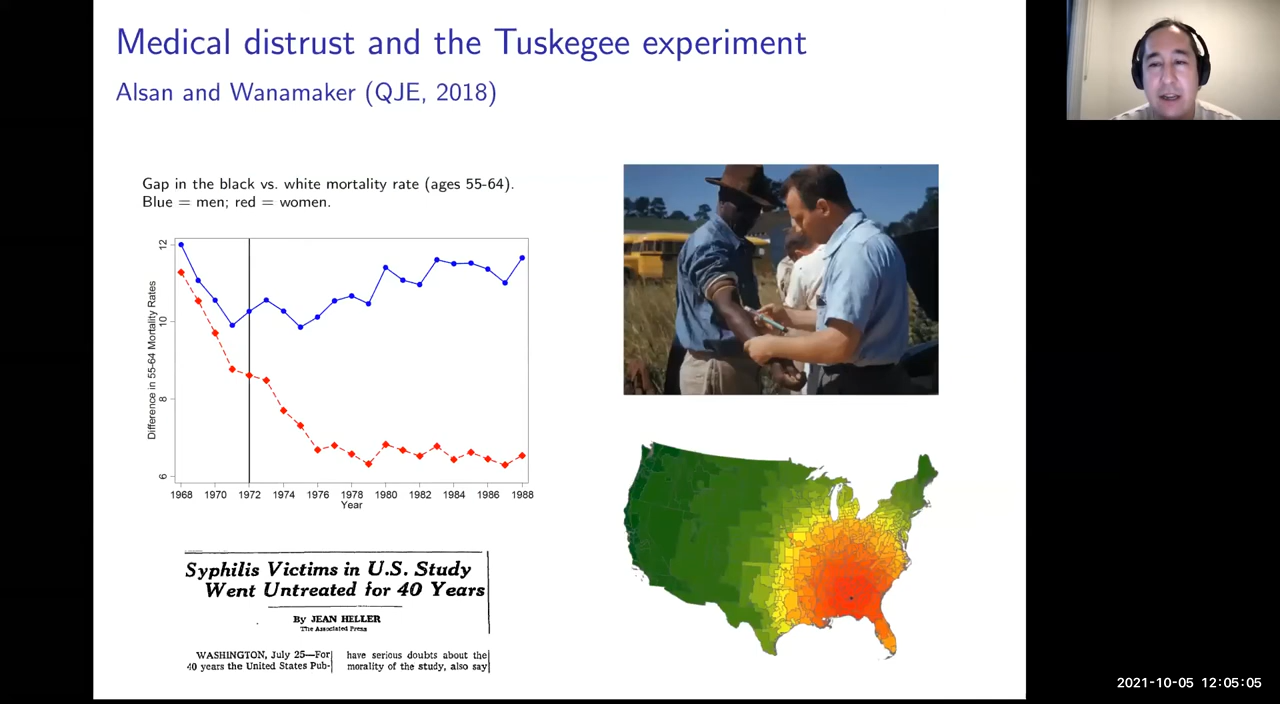 Medical distrust and the Tuskegee experiment
Alsan and Wanamaker (QJE, 2018)
Gap in the black vs. white mortality rate (ages 55-64).
Blue = men; red = women.
Difference in 55-64 Mortality Rates
12
10
8
6
1968 1970 1972 1974 1976 1978 1980 1982 1984 1986 1988
Year
Syphilis Victims in U.S. Study
Went Untreated for 40 Years
By JEAN HELLER
The Associated Press
WASHINGTON, July 25—For
40 years the United States Pub-
have serious doubts about the
morality of the study, also say
2021-10-05 12:05:05